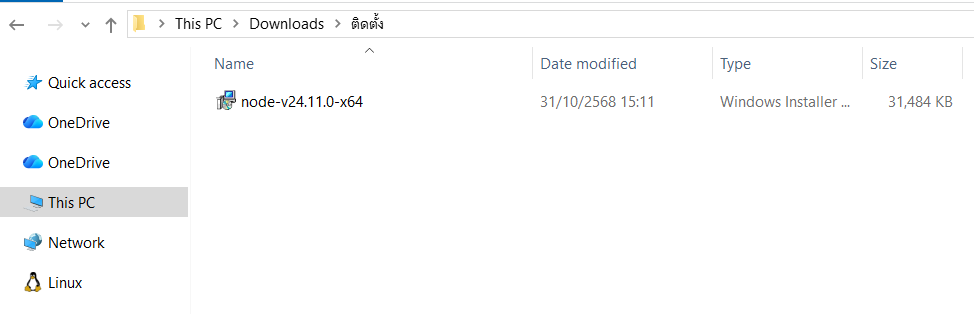 This PC > Downloads > ติดตั้ง
Name Date modified Type Size
Quick access
node-v24.11.0-x64 31/10/2568 15:11 Windows Installer ... 31,484 KB
OneDrive
OneDrive
This PC
Network
Linux